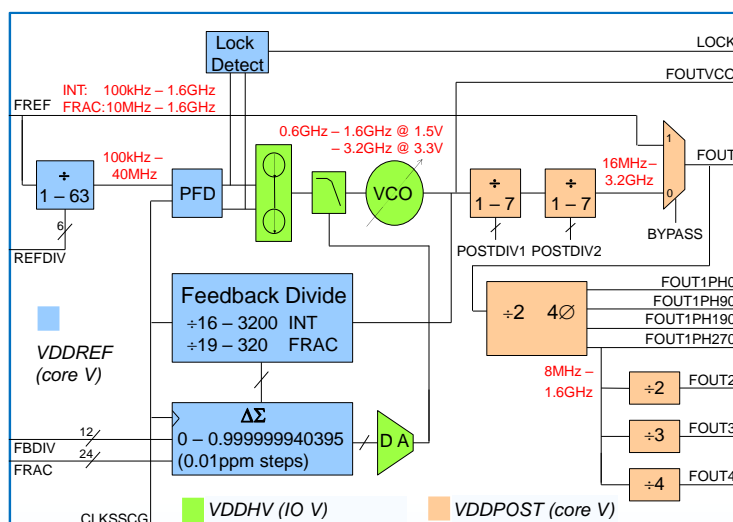 LOCK
Lock
Detect
FOUTVCO
INT: 100kHz – 1.6GHz
FREF
FRAC:10MHz – 1.6GHz
0.6GHz – 1.6GHz @ 1.5V
– 3.2GHz @ 3.3V
1
FOUT
100kHz –
40MHz
16MHz–
3.2GHz
÷
1 – 63
PFD
VCO
÷
1 – 7
÷
1 – 7
0
6
BYPASS
REFDIV
POSTDIV1
POSTDIV2
FOUT1PH0
Feedback Divide
÷16 – 3200 INT
÷19 – 320 FRAC
÷2 4Ø
FOUT1PH90
FOUT1PH190
FOUT1PH270
VDDREF
(core V)
8MHz –
1.6GHz
÷2
FOUT2
ΔΣ
0 – 0.999999940395
(0.01ppm steps)
D A
12
FBDIV
24
FRAC
÷3
FOUT3
÷4
FOUT4
VDDHV (IO V)
VDDPOST (core V)
CLKSSCG